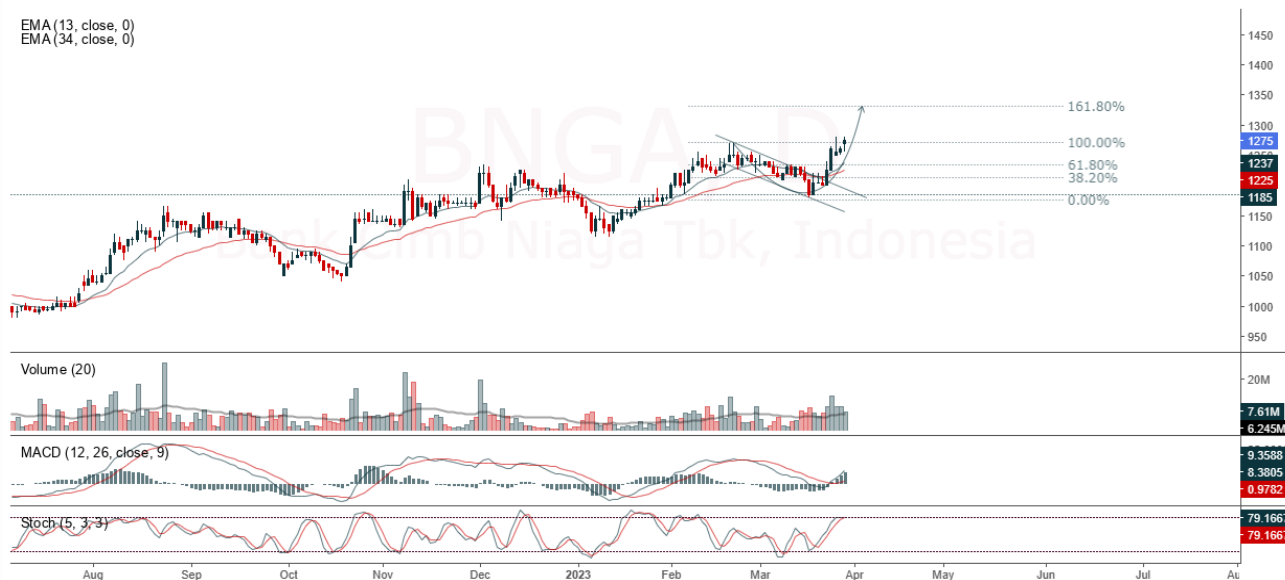 EMA (13, close, 0)
EMA (34, close, 0)
BNGA, D
Bank Cimb Niaga Tbk, Indonesia
1450
1400
1350
1300
1275
1237
1225
1185
1150
1100
1050
1000
950
161.80%
100.00%
61.80%
38.20%
0.00%
Volume (20)
20M
7.61M
6.245M
MACD (12, 26, close, 9)
9.3588
8.3805
0.9782
Stoch (5, 3, 3)
79.1667
79.1667
Aug Sep Oct Nov Dec 2023 Feb Mar Apr May Jun Jul Au